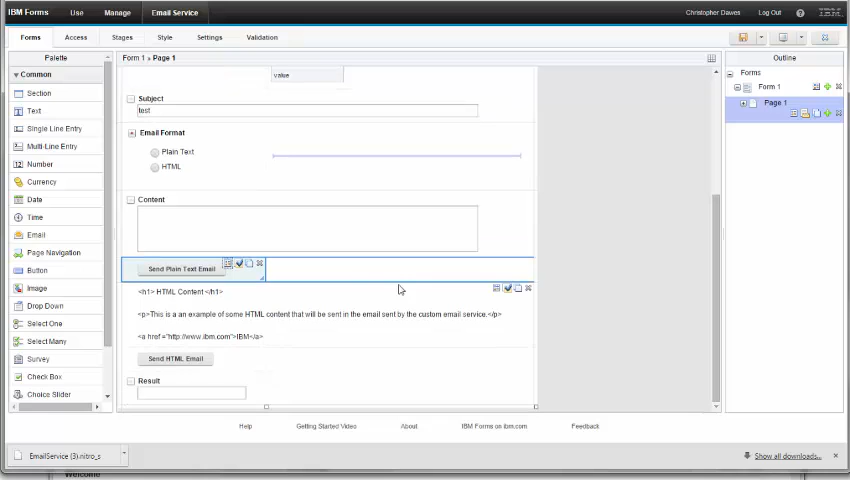 IBM Forms Use Manage Email Service Christopher Dawes Log Out IBM
Forms Access Stages Style Settings Validation
Palette
Common
Section
Text
Single Line Entry
Multi-Line Entry
Number
Currency
Date
Time
Email
Page Navigation
Button
Image
Drop Down
Select One
Select Many
Survey
Check Box
Choice Slider
Form 1 » Page 1
value
Subject
test
Email Format
Plain Text
HTML
Content
Send Plain Text Email
<h1> HTML Content </h1>
<p>This is a an example of some HTML content that will be sent in the email sent by the custom email service.</p>
<a href ="http://www.ibm.com">IBM</a>
Send HTML Email
Result
Outline
Forms
Form 1
Page 1
Help Getting Started Video About IBM Forms on ibm.com Feedback
EmailService (3).nitro_s Show all downloads...
Welcome